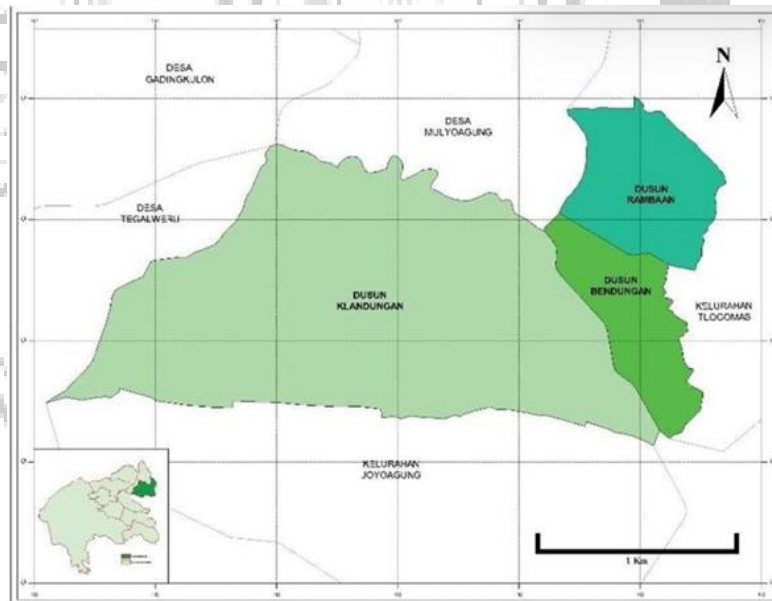 DESA
GADINGKULON
DESA
MULYOAGUNG
N
DUSUN
RAMBAAN
DESA
TEGALWERU
DUSUN
BENDUNGAN
DUSUN
KLANDUNGAN
KELURAHAN
TLOGOMAS
KELURAHAN
JOYOAGUNG
1 Km